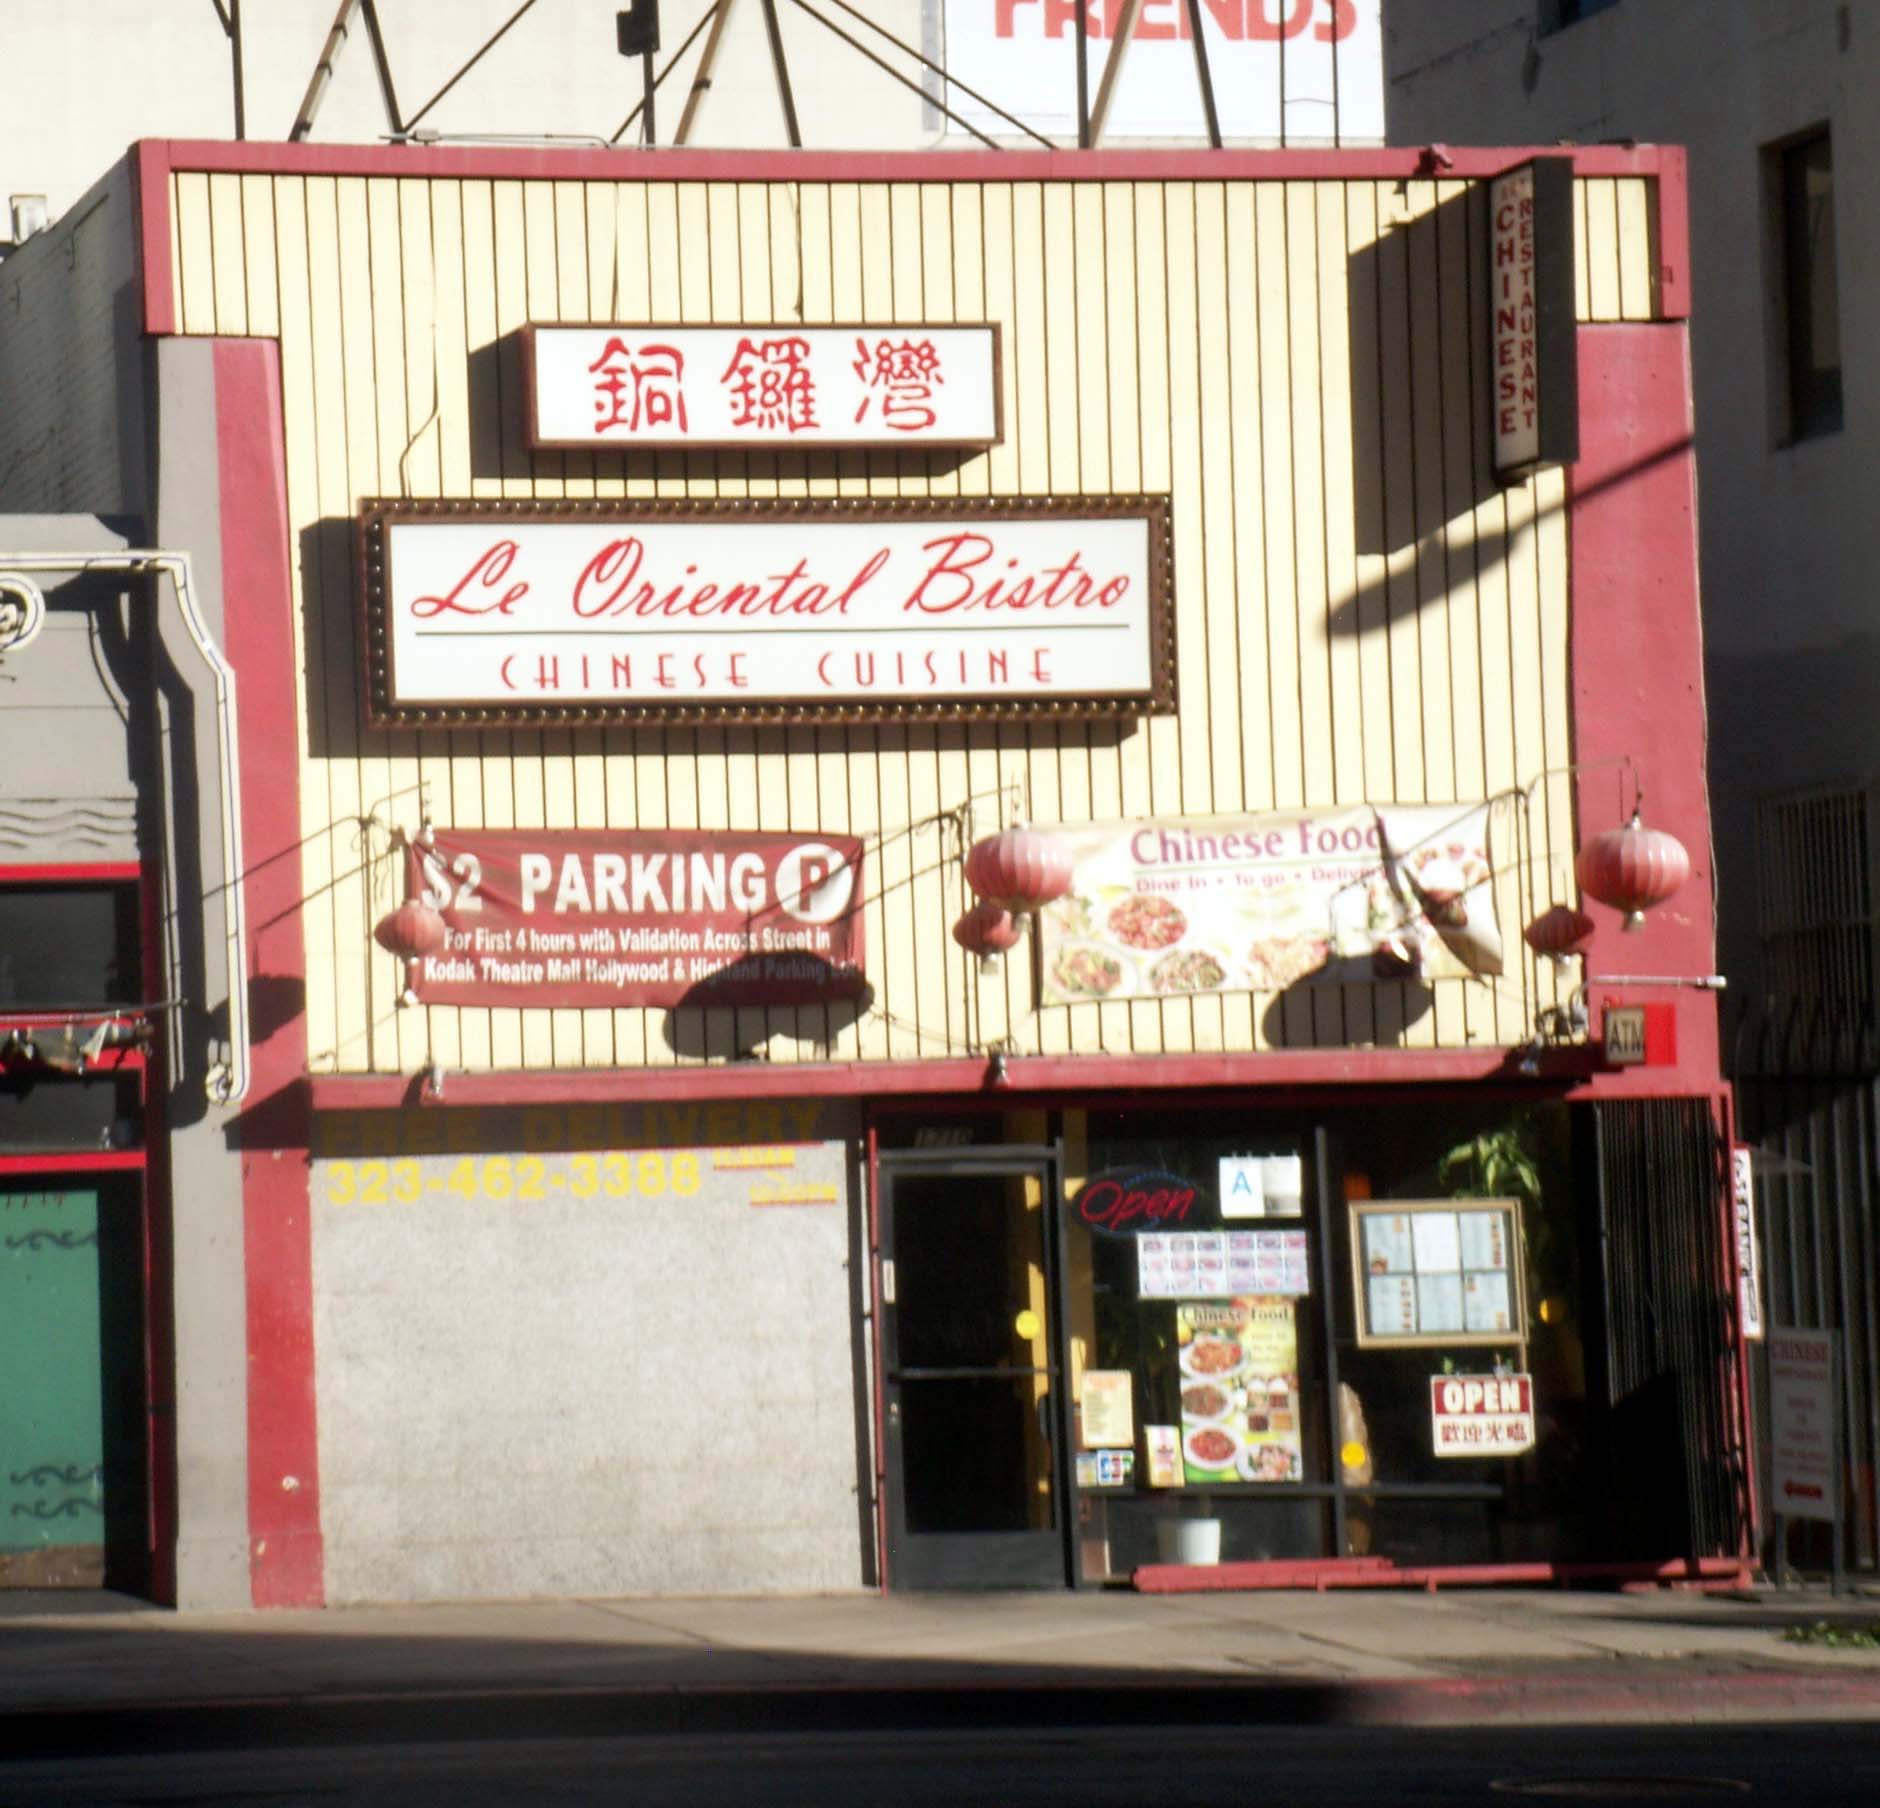 FRIENDS
CHINESE
RESTAURANT
銅鑼灣
Le Oriental Bistro
CHINESE CUISINE
$2 PARKING P
For First 4 hours with Validation Across Street in
Kodak Theatre Mall Hollywood & Highland Parking
Chinese Food
Dine In • To go • Delivery
ATM
FREE DELIVERY
323-462-3388
1710
Open
A
Chinese Food
OPEN
歡迎光臨
CHINESE